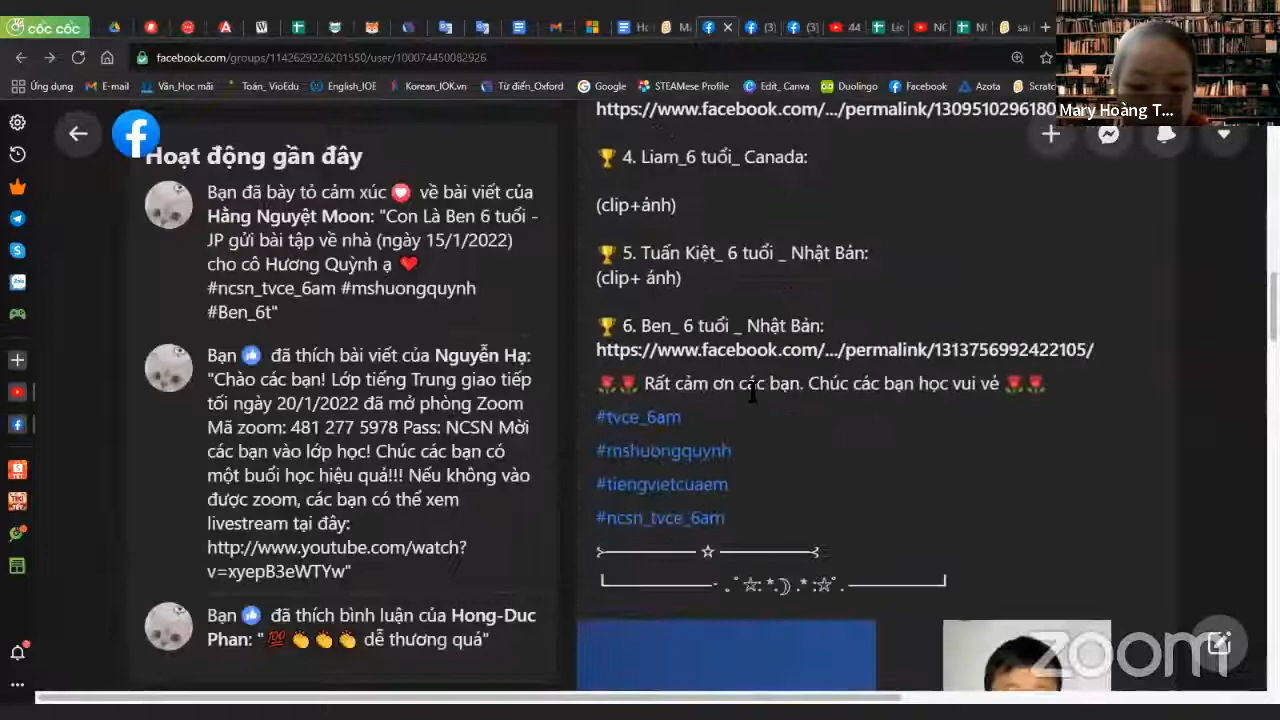 cốc cốc
facebook.com/groups/1142629226201550/user/100074450082926
Ứng dụng
E-mail
Văn_Học mãi
Toán_VioEdu
English_IOE
Korean_IOK.vn
Từ điển_Oxford
Google
STEAMese Profile
Edit_ Canva
Duolingo
Facebook
Azota
Scratc
Mary Hoàng T...
Hoạt động gần đây
Bạn đã bày tỏ cảm xúc ❤ về bài viết của
Hằng Nguyệt Moon: "Con Là Ben 6 tuổi -
JP gửi bài tập về nhà (ngày 15/1/2022)
cho cô Hương Quỳnh ạ ❤
#ncsn_tvce_6am #mshuongquynh
#Ben_6t"
Bạn 👍 đã thích bài viết của Nguyễn Hạ:
"Chào các bạn! Lớp tiếng Trung giao tiếp
tối ngày 20/1/2022 đã mở phòng Zoom
Mã zoom: 481 277 5978 Pass: NCSN Mời
các bạn vào lớp học! Chúc các bạn có
một buổi học hiệu quả!!! Nếu không vào
được zoom, các bạn có thể xem
livestream tại đây:
http://www.youtube.com/watch?
v=xyepB3eWTYw"
Bạn 👍 đã thích bình luận của Hong-Duc
Phan: "💯👏👏👏 dễ thương quá"
https://www.facebook.com/.../permalink/1309510296180
🏆 4. Liam_6 tuổi_ Canada:
(clip+ảnh)
🏆 5. Tuấn Kiệt_ 6 tuổi _ Nhật Bản:
(clip+ ảnh)
🏆 6. Ben_ 6 tuổi _ Nhật Bản:
https://www.facebook.com/.../permalink/1313756992422105/
🌷🌷 Rất cảm ơn các bạn. Chúc các bạn học vui vẻ 🌷🌷
#tvce_6am
#mshuongquynh
#tiengvietcuaem
#ncsn_tvce_6am
zoom